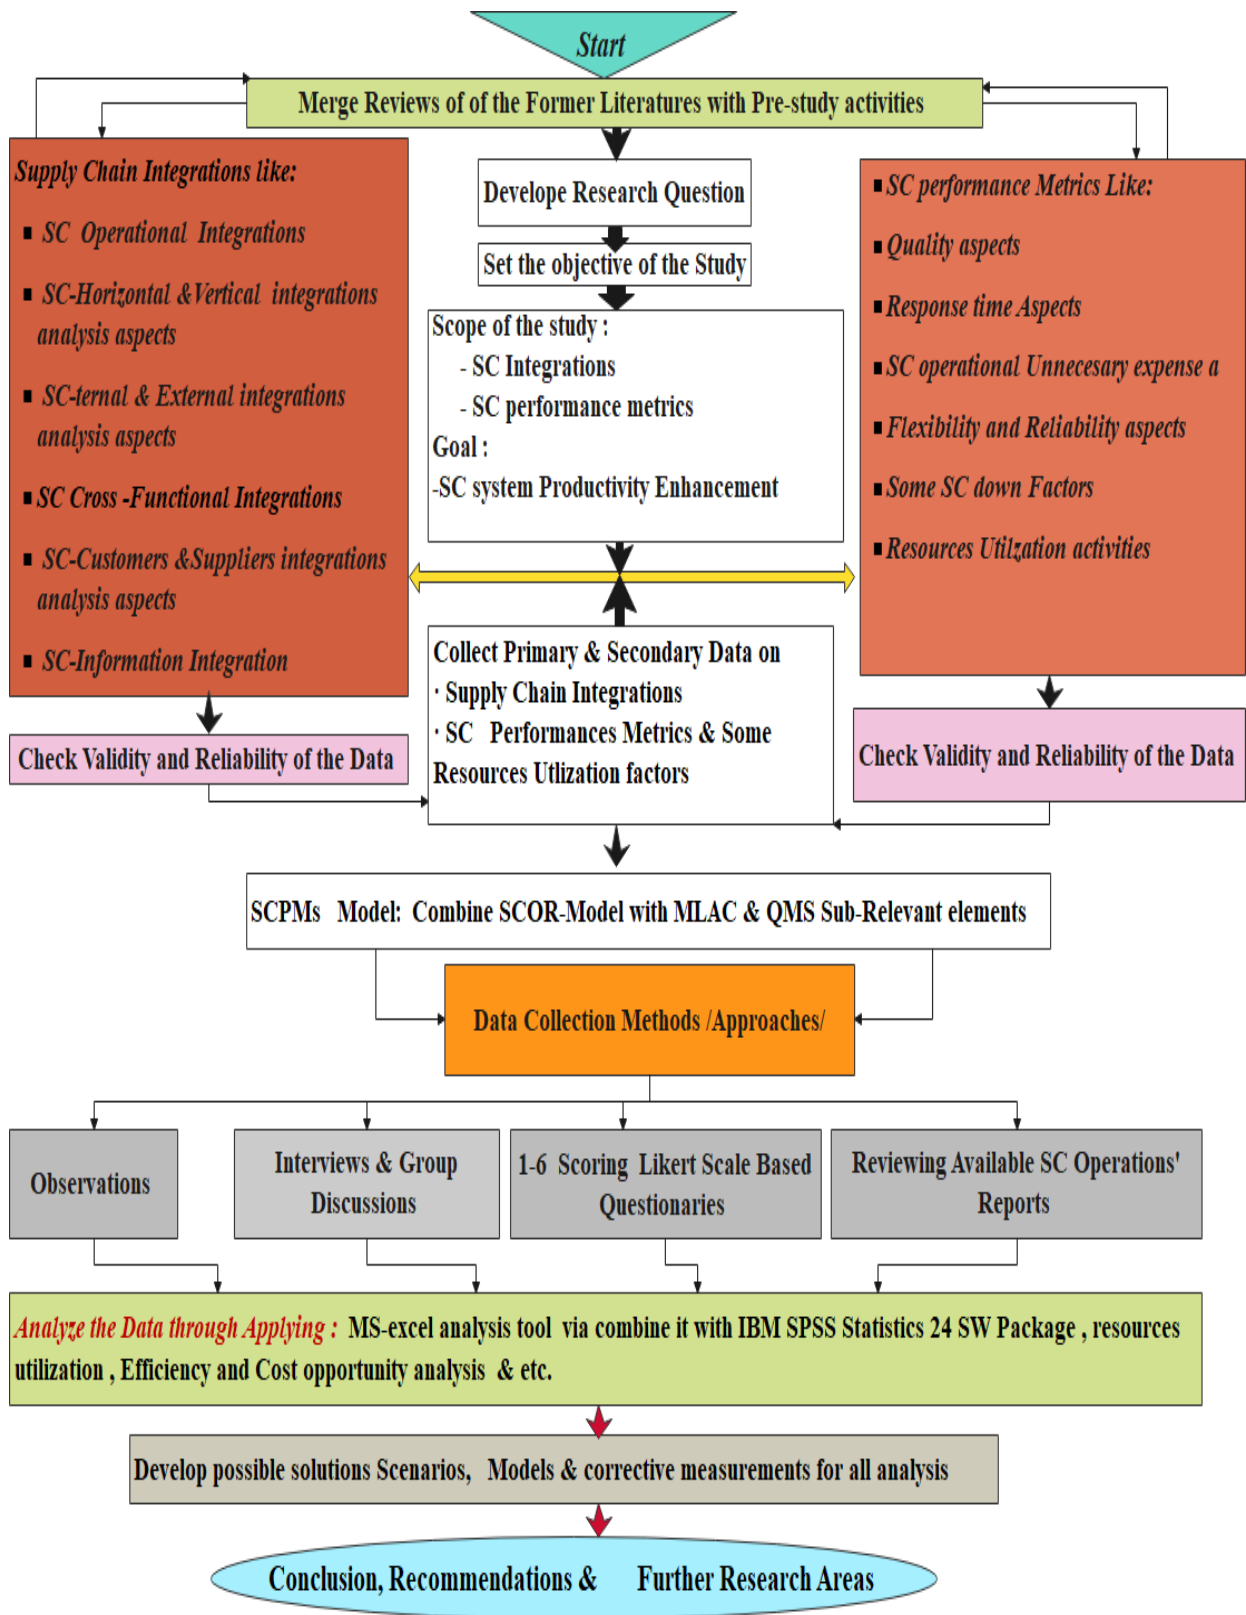 Start
Merge Reviews of of the Former Literatures with Pre-study activities
Supply Chain Integrations like:
▪ SC Operational Integrations
▪ SC-Horizontal &Vertical integrations
analysis aspects
▪ SC-ternal & External integrations
analysis aspects
▪ SC Cross -Functional Integrations
▪ SC-Customers &Suppliers integrations
analysis aspects
▪ SC-Information Integration
Check Validity and Reliability of the Data
Develope Research Question
Set the objective of the Study
Scope of the study :
- SC Integrations
- SC performance metrics
Goal :
-SC system Productivity Enhancement
Collect Primary & Secondary Data on
· Supply Chain Integrations
· SC Performances Metrics & Some
Resources Utlization factors
▪ SC performance Metrics Like:
▪ Quality aspects
▪ Response time Aspects
▪ SC operational Unnecesary expense a
▪ Flexibility and Reliability aspects
▪ Some SC down Factors
▪ Resources Utilzation activities
Check Validity and Reliability of the Data
SCPMs Model: Combine SCOR-Model with MLAC & QMS Sub-Relevant elements
Data Collection Methods /Approaches/
Observations
Interviews & Group
Discussions
1-6 Scoring Likert Scale Based
Questionaries
Reviewing Available SC Operations'
Reports
Analyze the Data through Applying : MS-excel analysis tool via combine it with IBM SPSS Statistics 24 SW Package , resources
utilization , Efficiency and Cost opportunity analysis & etc.
Develop possible solutions Scenarios, Models & corrective measurements for all analysis
Conclusion, Recommendations & Further Research Areas